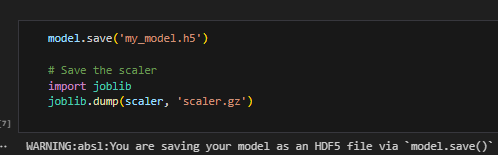 model.save('my_model.h5')
# Save the scaler
import joblib
joblib.dump(scaler, 'scaler.gz')
[7]
WARNING:absl:You are saving your model as an HDF5 file via `model.save()`